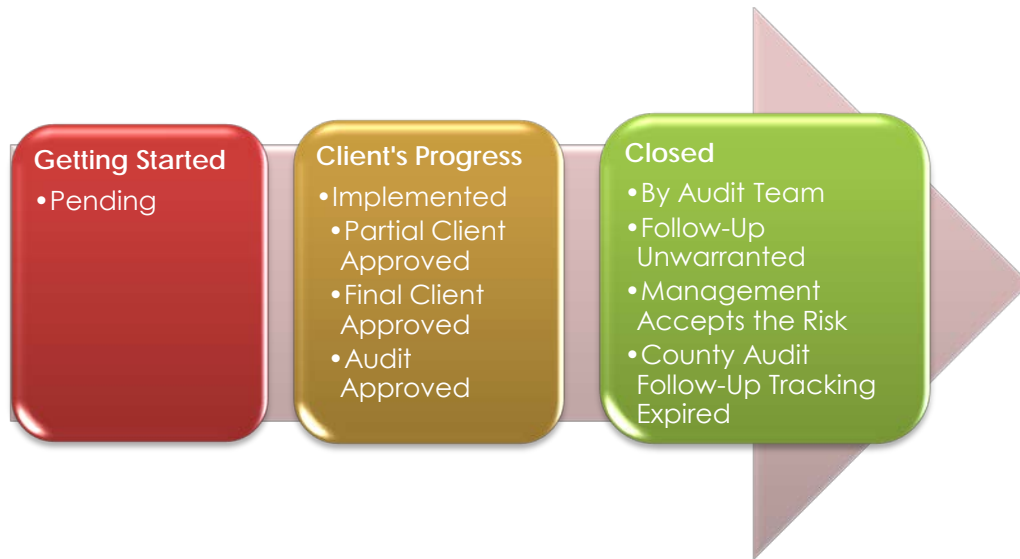 Getting Started
•Pending
Client's Progress
•Implemented
•Partial Client
Approved
•Final Client
Approved
•Audit
Approved
Closed
•By Audit Team
•Follow-Up
Unwarranted
•Management
Accepts the Risk
•County Audit
Follow-Up Tracking
Expired